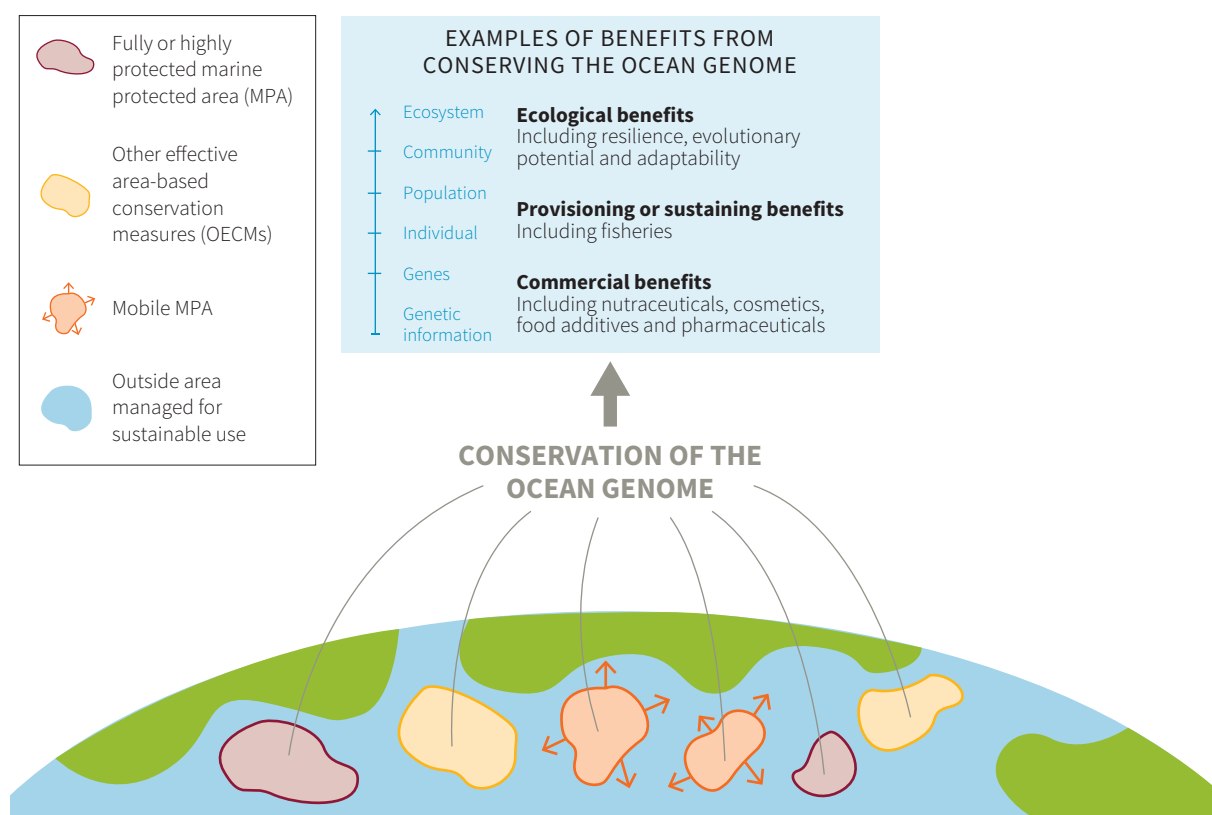 Fully or highly
protected marine
protected area (MPA)
Other effective
area-based
conservation
measures (OECMs)
Mobile MPA
Outside area
managed for
sustainable use
EXAMPLES OF BENEFITS FROM
CONSERVING THE OCEAN GENOME
Ecosystem
Community
Population
Individual
Genes
Genetic
information
Ecological benefits
Including resilience, evolutionary
potential and adaptability
Provisioning or sustaining benefits
Including fisheries
Commercial benefits
Including nutraceuticals, cosmetics,
food additives and pharmaceuticals
CONSERVATION OF THE
OCEAN GENOME